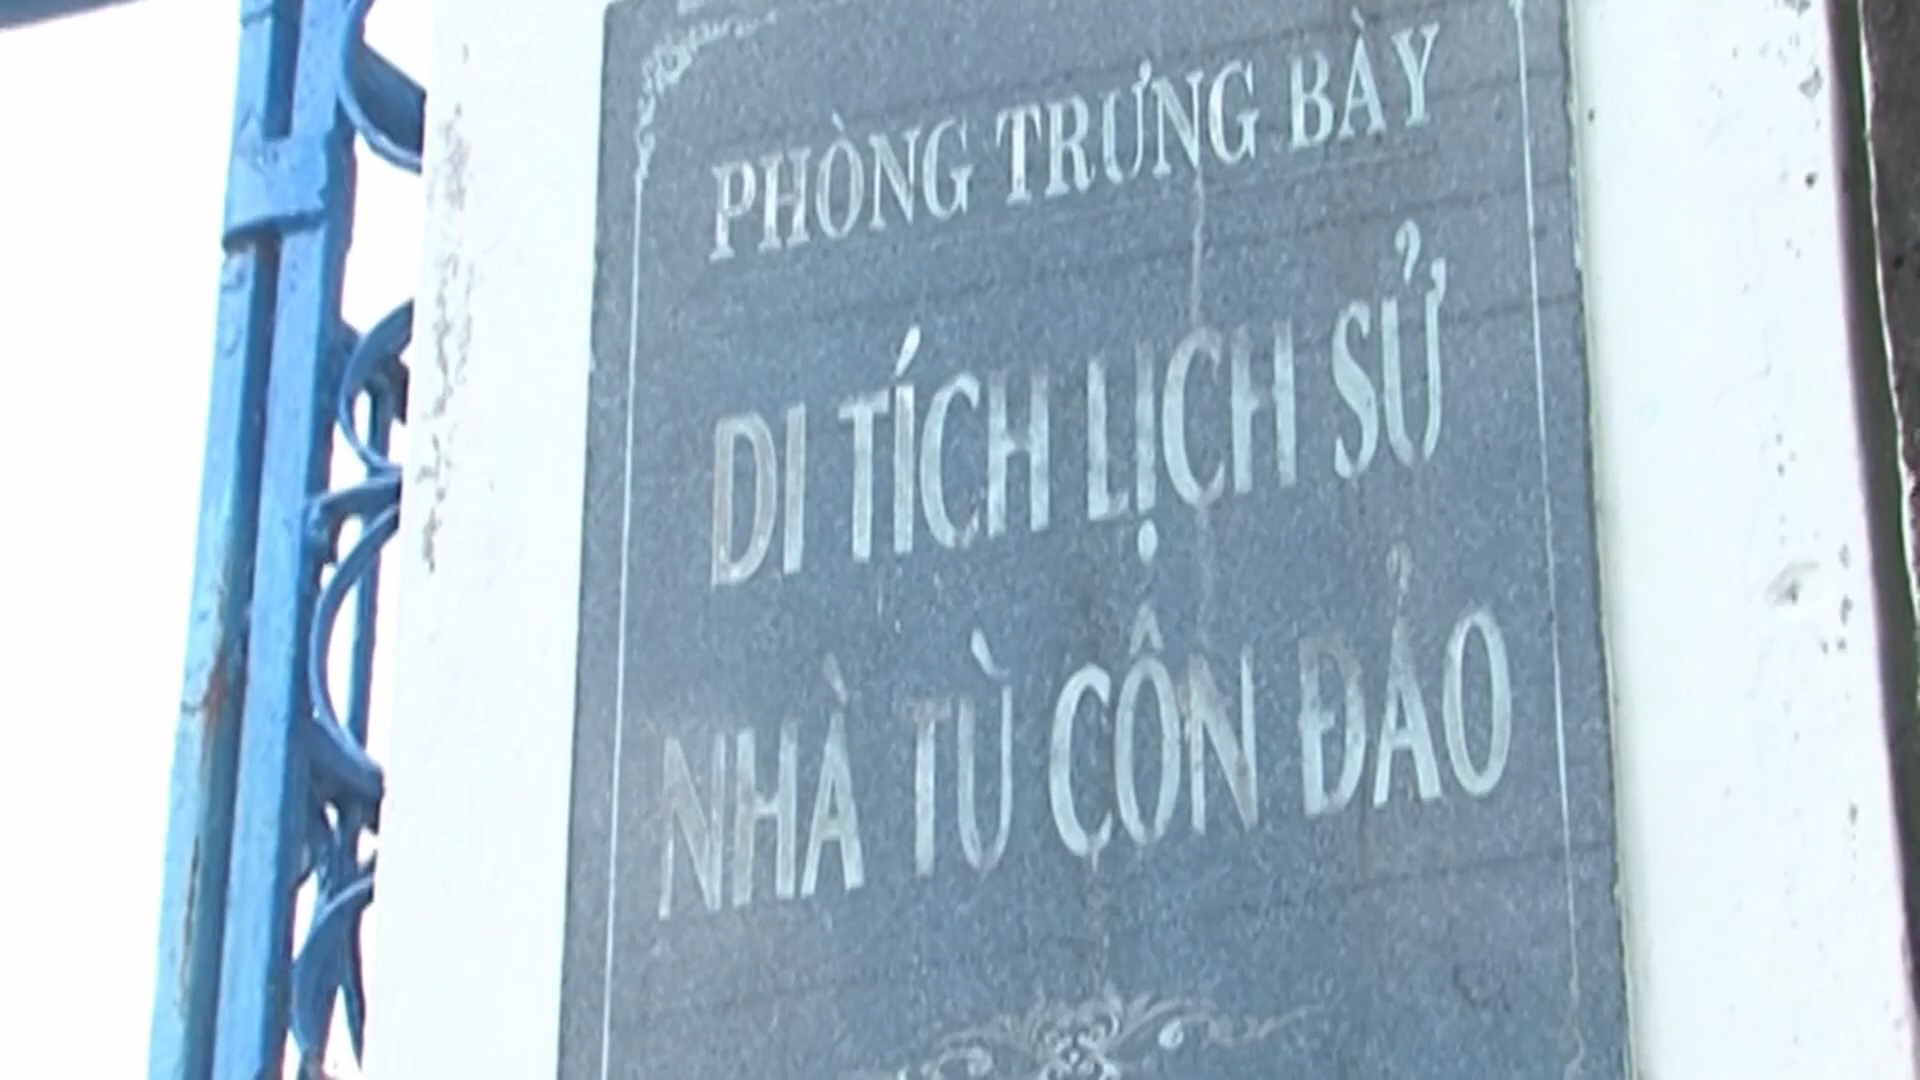 PHÒNG TRƯNG BÀY
DI TÍCH LỊCH SỬ
NHÀ TÙ CÔN ĐẢO